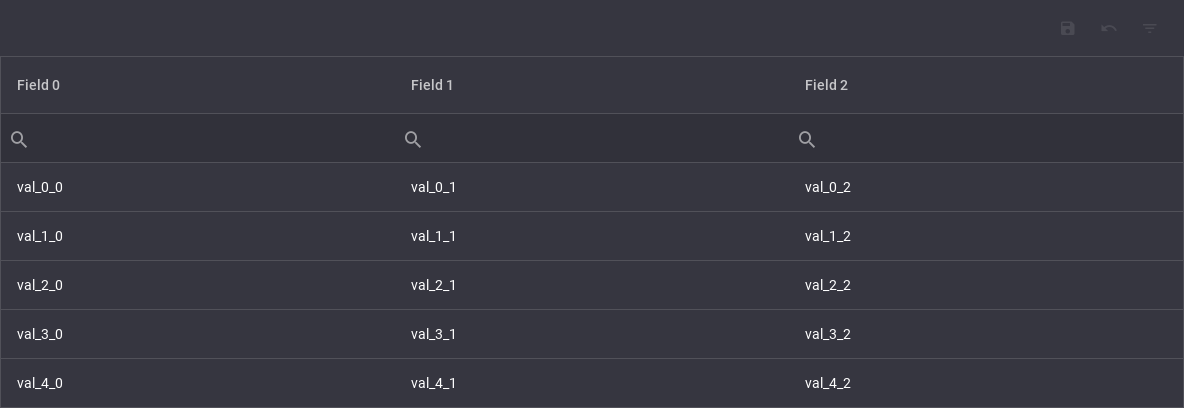 Field 0 Field 1 Field 2
val_0_0 val_0_1 val_0_2
val_1_0 val_1_1 val_1_2
val_2_0 val_2_1 val_2_2
val_3_0 val_3_1 val_3_2
val_4_0 val_4_1 val_4_2